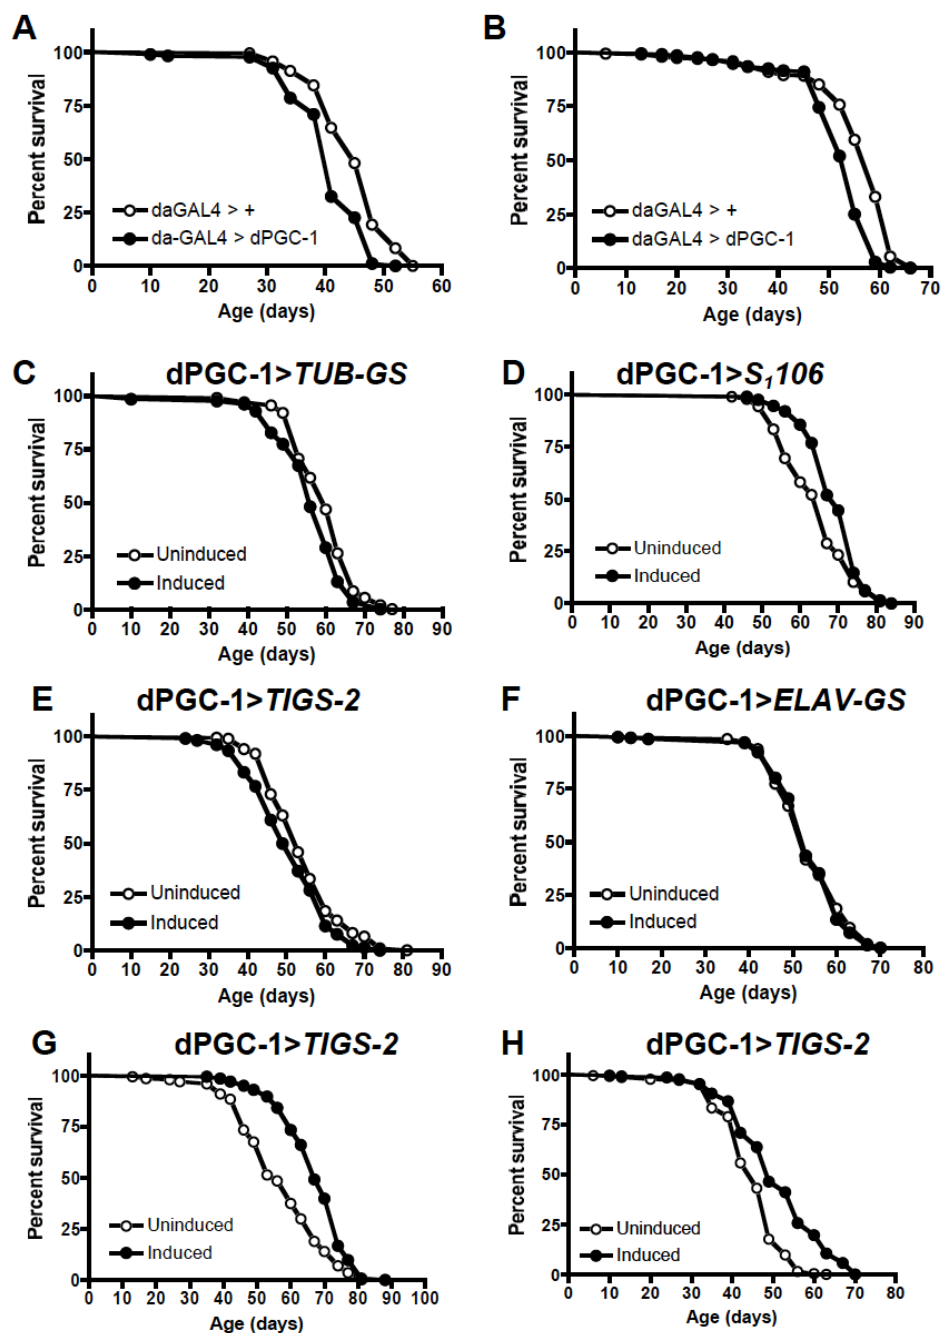 A
Percent survival
100
75
50
25
0
daGAL4 > +
da-GAL4 > dPGC-1
0 10 20 30 40 50 60
Age (days)
B
Percent survival
100
75
50
25
0
daGAL4 > +
daGAL4 > dPGC-1
0 10 20 30 40 50 60 70
Age (days)
C
dPGC-1>TUB-GS
Percent survival
100
75
50
25
0
Uninduced
Induced
0 10 20 30 40 50 60 70 80 90
Age (days)
D
dPGC-1>S₁106
Percent survival
100
75
50
25
0
Uninduced
Induced
0 10 20 30 40 50 60 70 80 90
Age (days)
E
dPGC-1>TIGS-2
Percent survival
100
75
50
25
0
Uninduced
Induced
0 10 20 30 40 50 60 70 80 90
Age (days)
F
dPGC-1>ELAV-GS
Percent survival
100
75
50
25
0
Uninduced
Induced
0 10 20 30 40 50 60 70 80
Age (days)
G
dPGC-1>TIGS-2
Percent survival
100
75
50
25
0
Uninduced
Induced
0 10 20 30 40 50 60 70 80 90 100
Age (days)
H
dPGC-1>TIGS-2
Percent survival
100
75
50
25
0
Uninduced
Induced
0 10 20 30 40 50 60 70 80
Age (days)